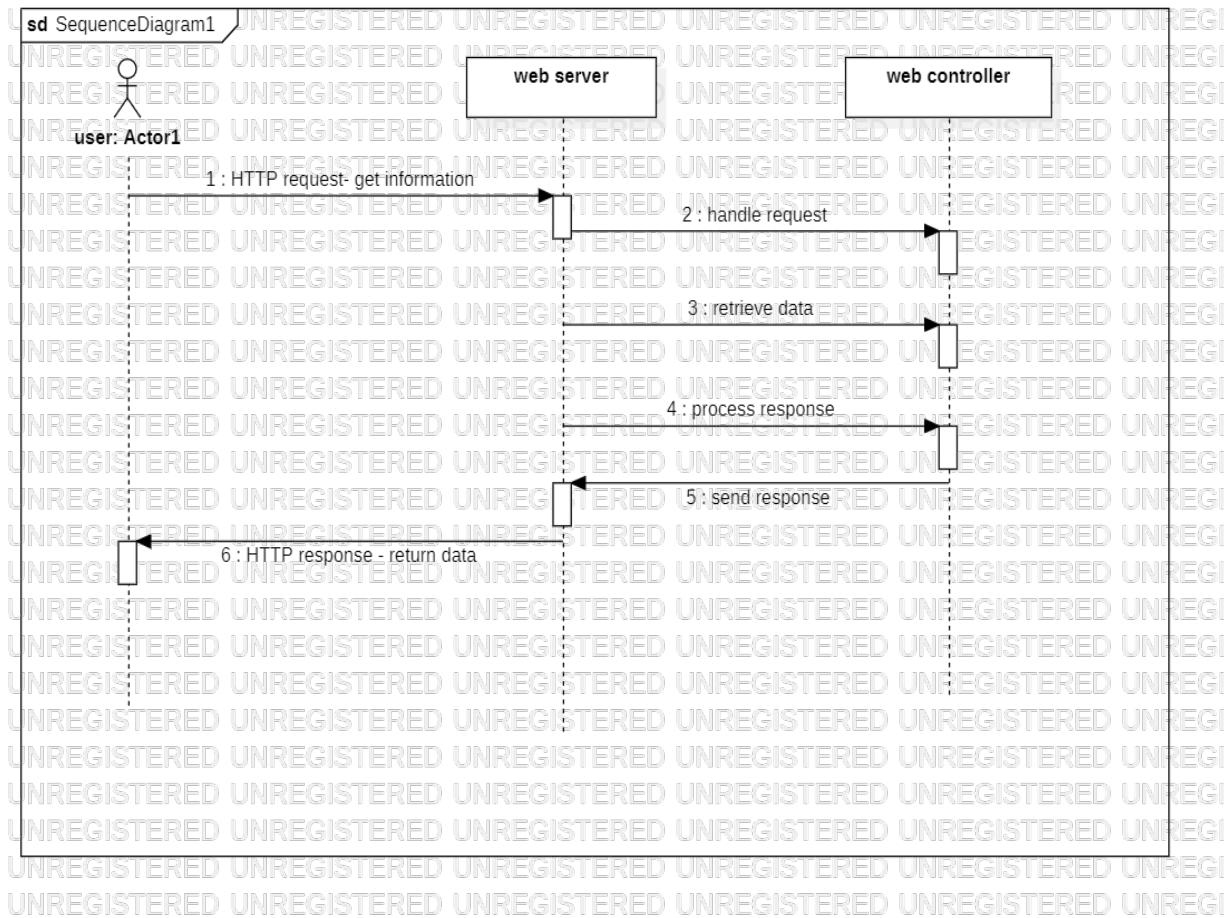 sd SequenceDiagram1
web server
web controller
user: Actor1
1 : HTTP request- get information
2 : handle request
3 : retrieve data
4 : process response
5 : send response
6 : HTTP response - return data
UNREGISTERED